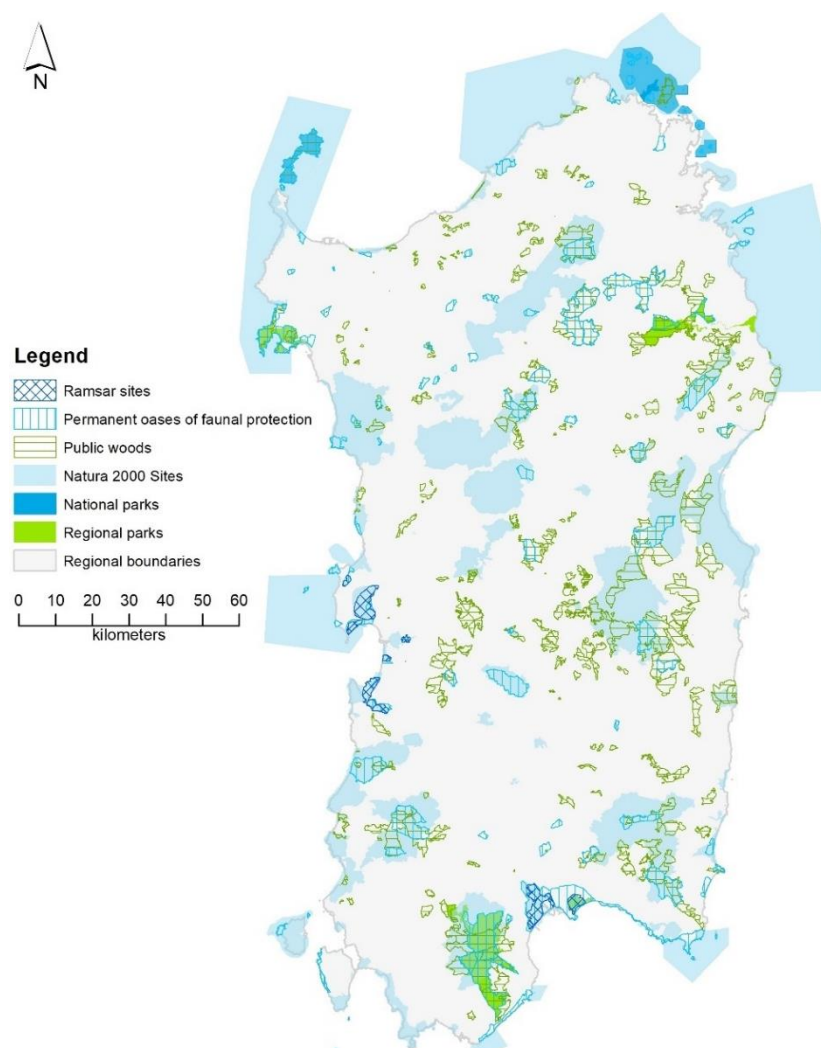 N
Legend
Ramsar sites
Permanent oases of faunal protection
Public woods
Natura 2000 Sites
National parks
Regional parks
Regional boundaries
0 10 20 30 40 50 60
kilometers